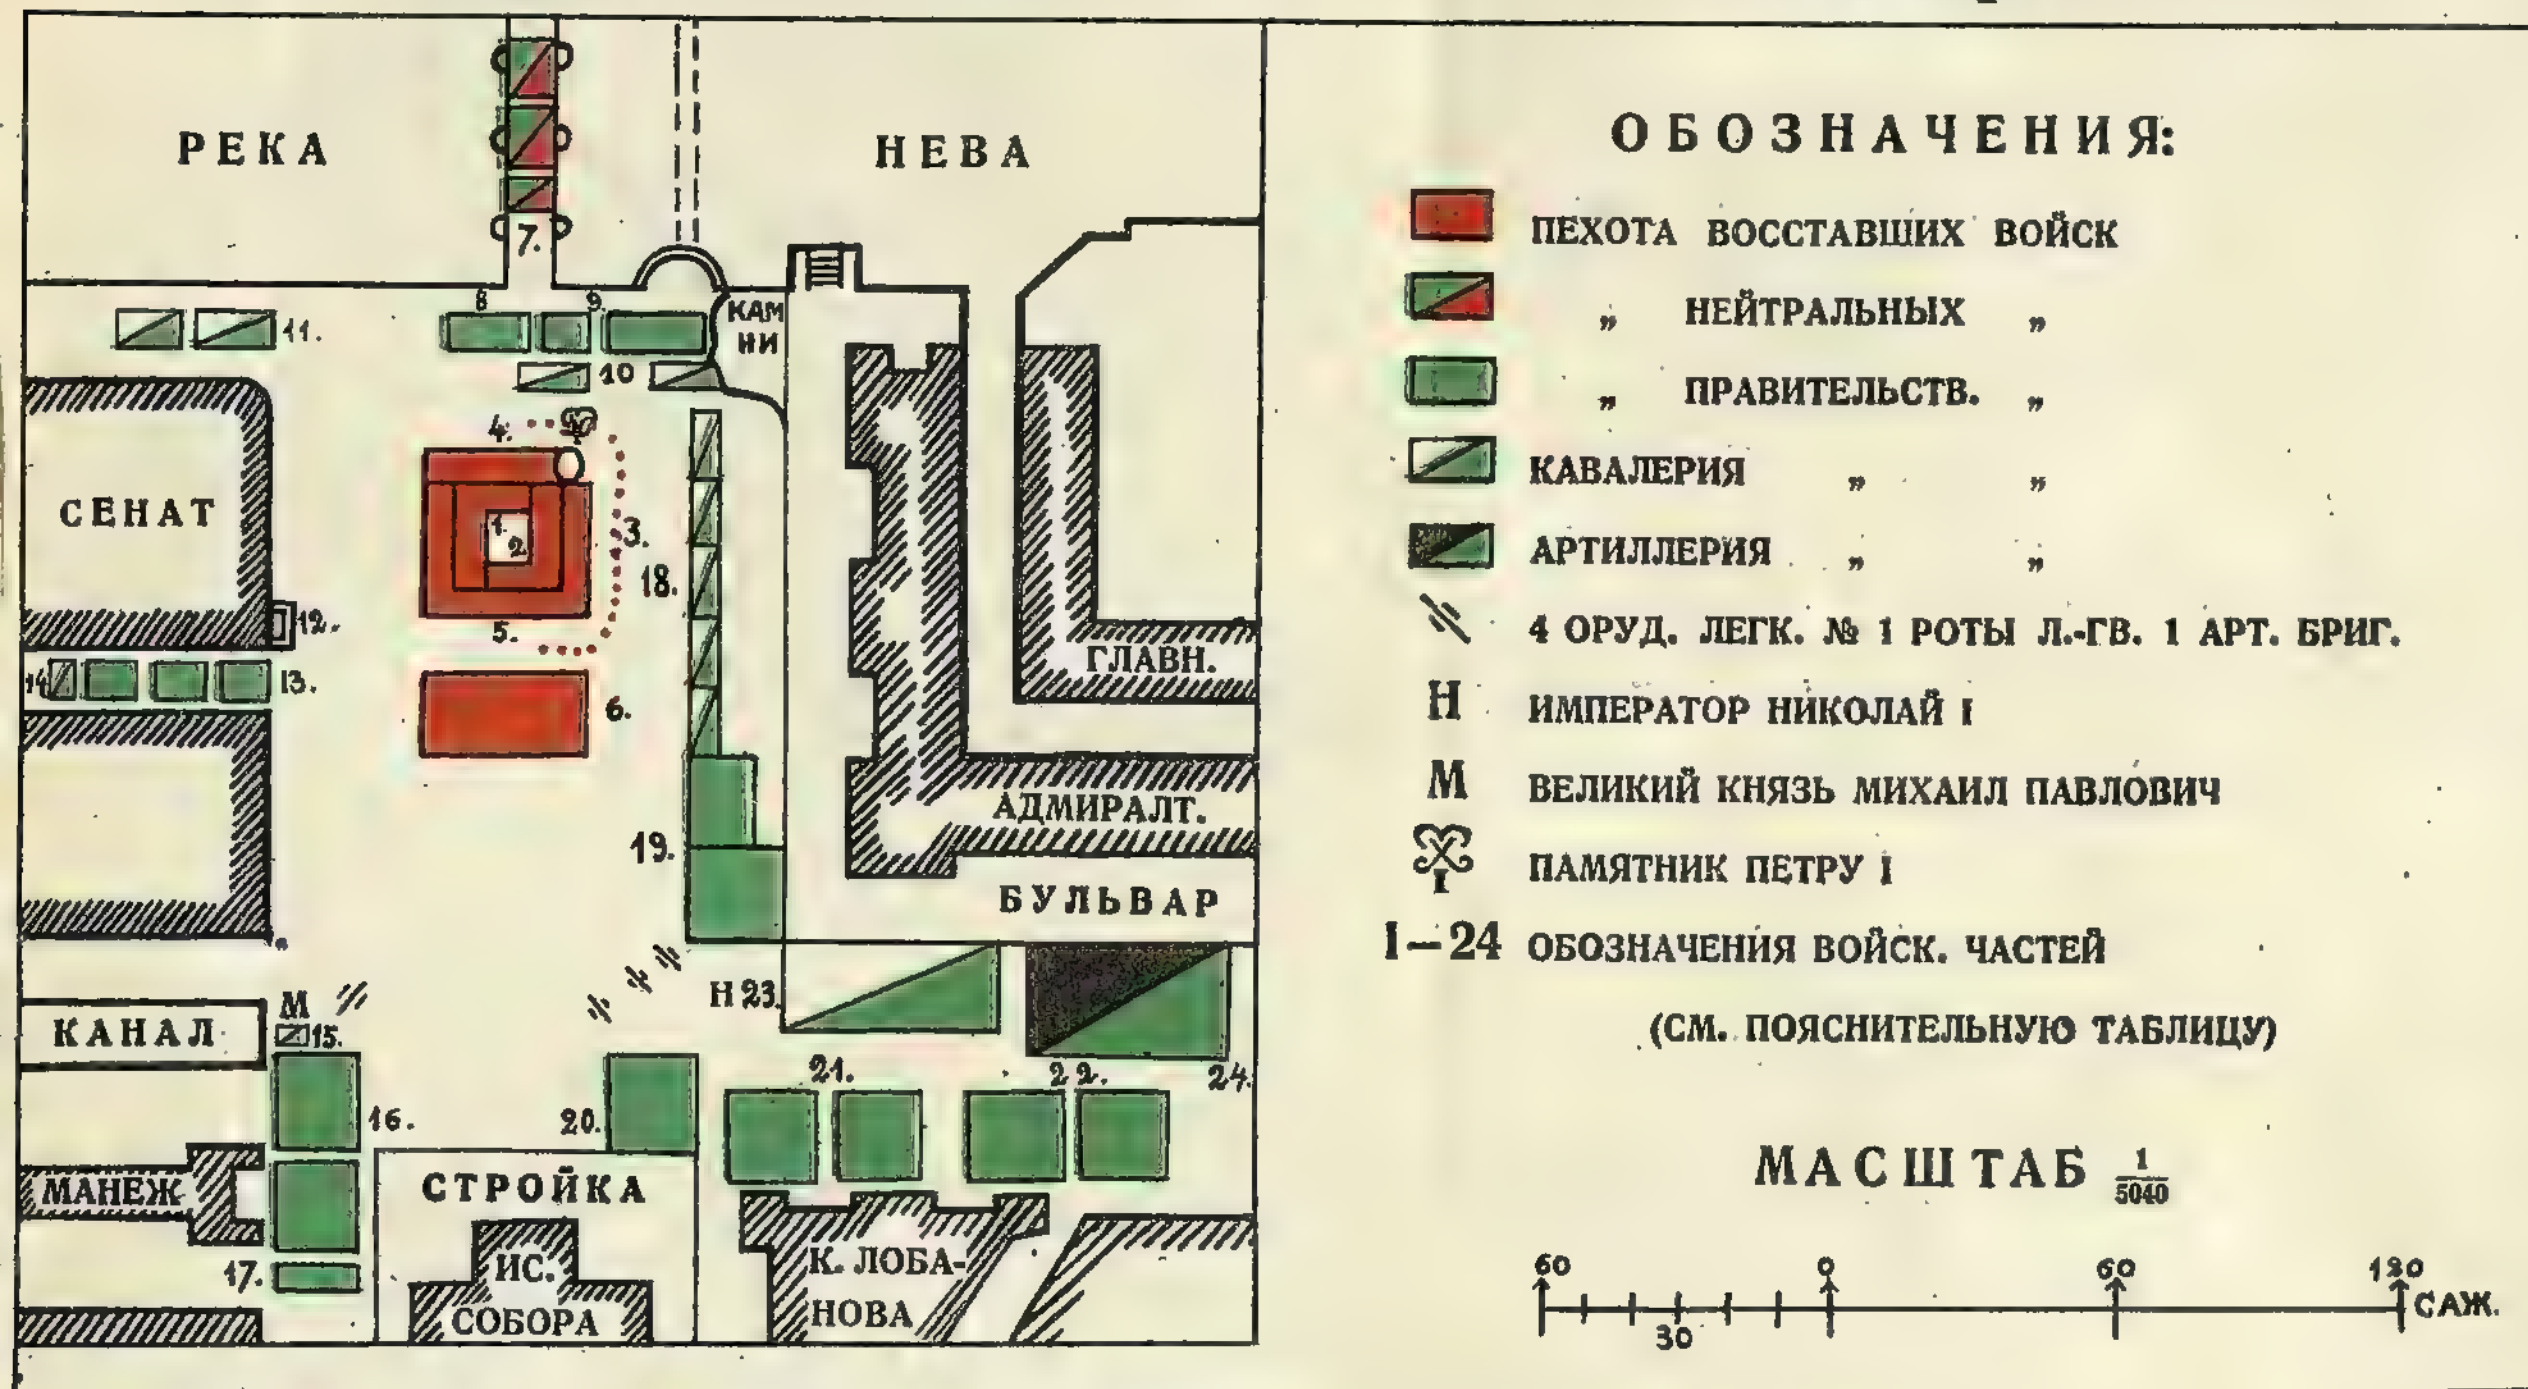 РЕКА
НЕВА
7.
8
9.
КАМ
НИ
11.
10
4.
СЕНАТ
1.
2
3.
18.
12.
5.
ГЛАВН.
14
13.
6.
АДМИРАЛТ.
19.
БУЛЬВАР
Н 23.
М
КАНАЛ
15.
21.
22.
24.
16.
20.
МАНЕЖ
СТРОЙКА
17.
ИС.
СОБОРА
К. ЛОБА-
НОВА
ОБОЗНАЧЕНИЯ:
ПЕХОТА ВОССТАВШИХ ВОЙСК
„ НЕЙТРАЛЬНЫХ „
„ ПРАВИТЕЛЬСТВ. „
КАВАЛЕРИЯ „ „
АРТИЛЛЕРИЯ „ „
4 ОРУД. ЛЕГК. № 1 РОТЫ Л.-ГВ. 1 АРТ. БРИГ.
Н ИМПЕРАТОР НИКОЛАЙ I
М ВЕЛИКИЙ КНЯЗЬ МИХАИЛ ПАВЛОВИЧ
ПАМЯТНИК ПЕТРУ I
1—24 ОБОЗНАЧЕНИЯ ВОЙСК. ЧАСТЕЙ
(СМ. ПОЯСНИТЕЛЬНУЮ ТАБЛИЦУ)
МАСШТАБ 1/5040
60 0 60 120
САЖ.
30